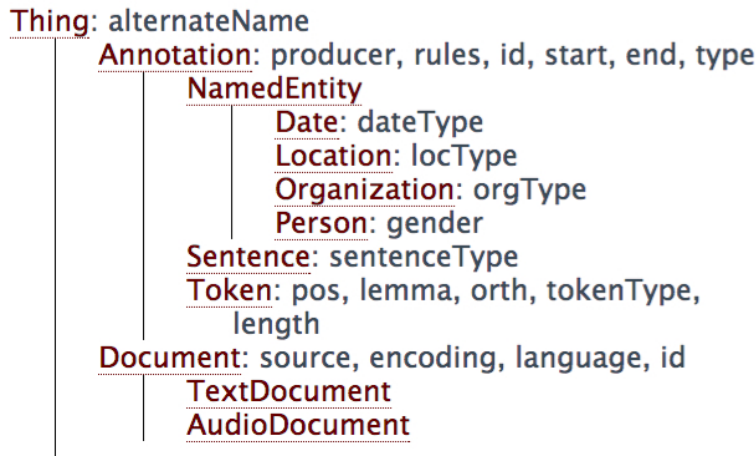 Thing: alternateName
Annotation: producer, rules, id, start, end, type
NamedEntity
Date: dateType
Location: locType
Organization: orgType
Person: gender
Sentence: sentenceType
Token: pos, lemma, orth, tokenType,
length
Document: source, encoding, language, id
TextDocument
AudioDocument